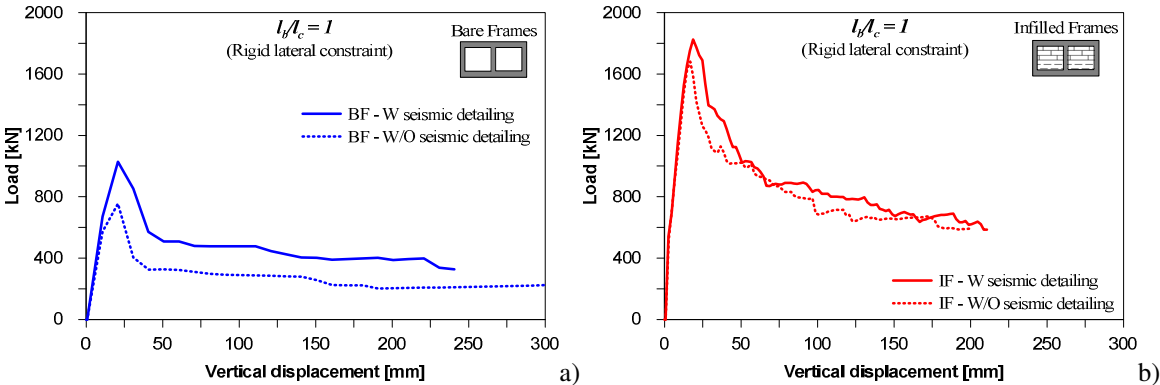 l_b/l_c = 1
(Rigid lateral constraint)
Bare Frames
BF - W seismic detailing
BF - W/O seismic detailing
Load [kN]
2000
1600
1200
800
400
0
0 50 100 150 200 250 300
Vertical displacement [mm]
a)
l_b/l_c = 1
(Rigid lateral constraint)
Infilled Frames
IF - W seismic detailing
IF - W/O seismic detailing
Load [kN]
2000
1600
1200
800
400
0
0 50 100 150 200 250 300
Vertical displacement [mm]
b)